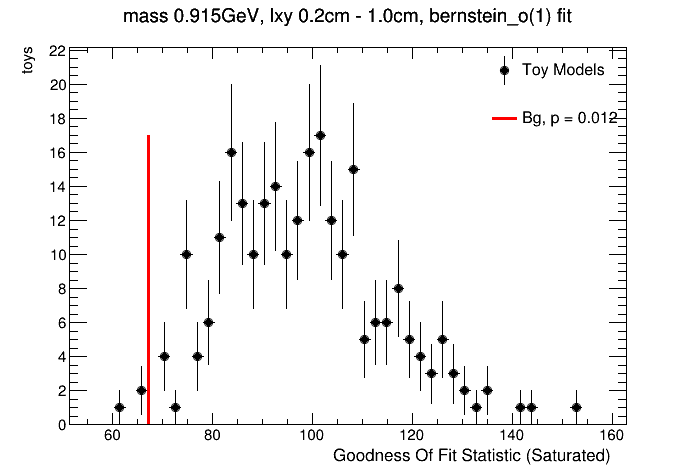 mass 0.915GeV, lxy 0.2cm - 1.0cm, bernstein_o(1) fit
toys
22
20
18
16
14
12
10
8
6
4
2
0
Toy Models
Bg, p = 0.012
60 80 100 120 140 160
Goodness Of Fit Statistic (Saturated)